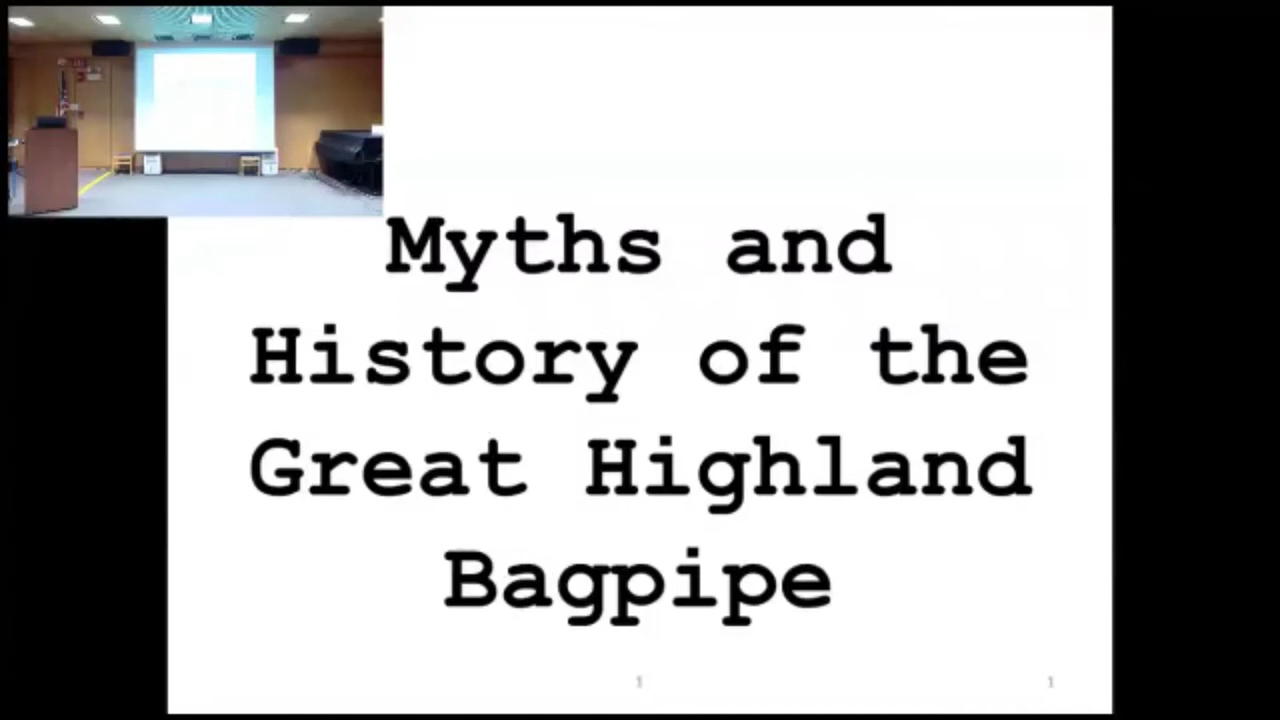 Myths and
History of the
Great Highland
Bagpipe
1
1